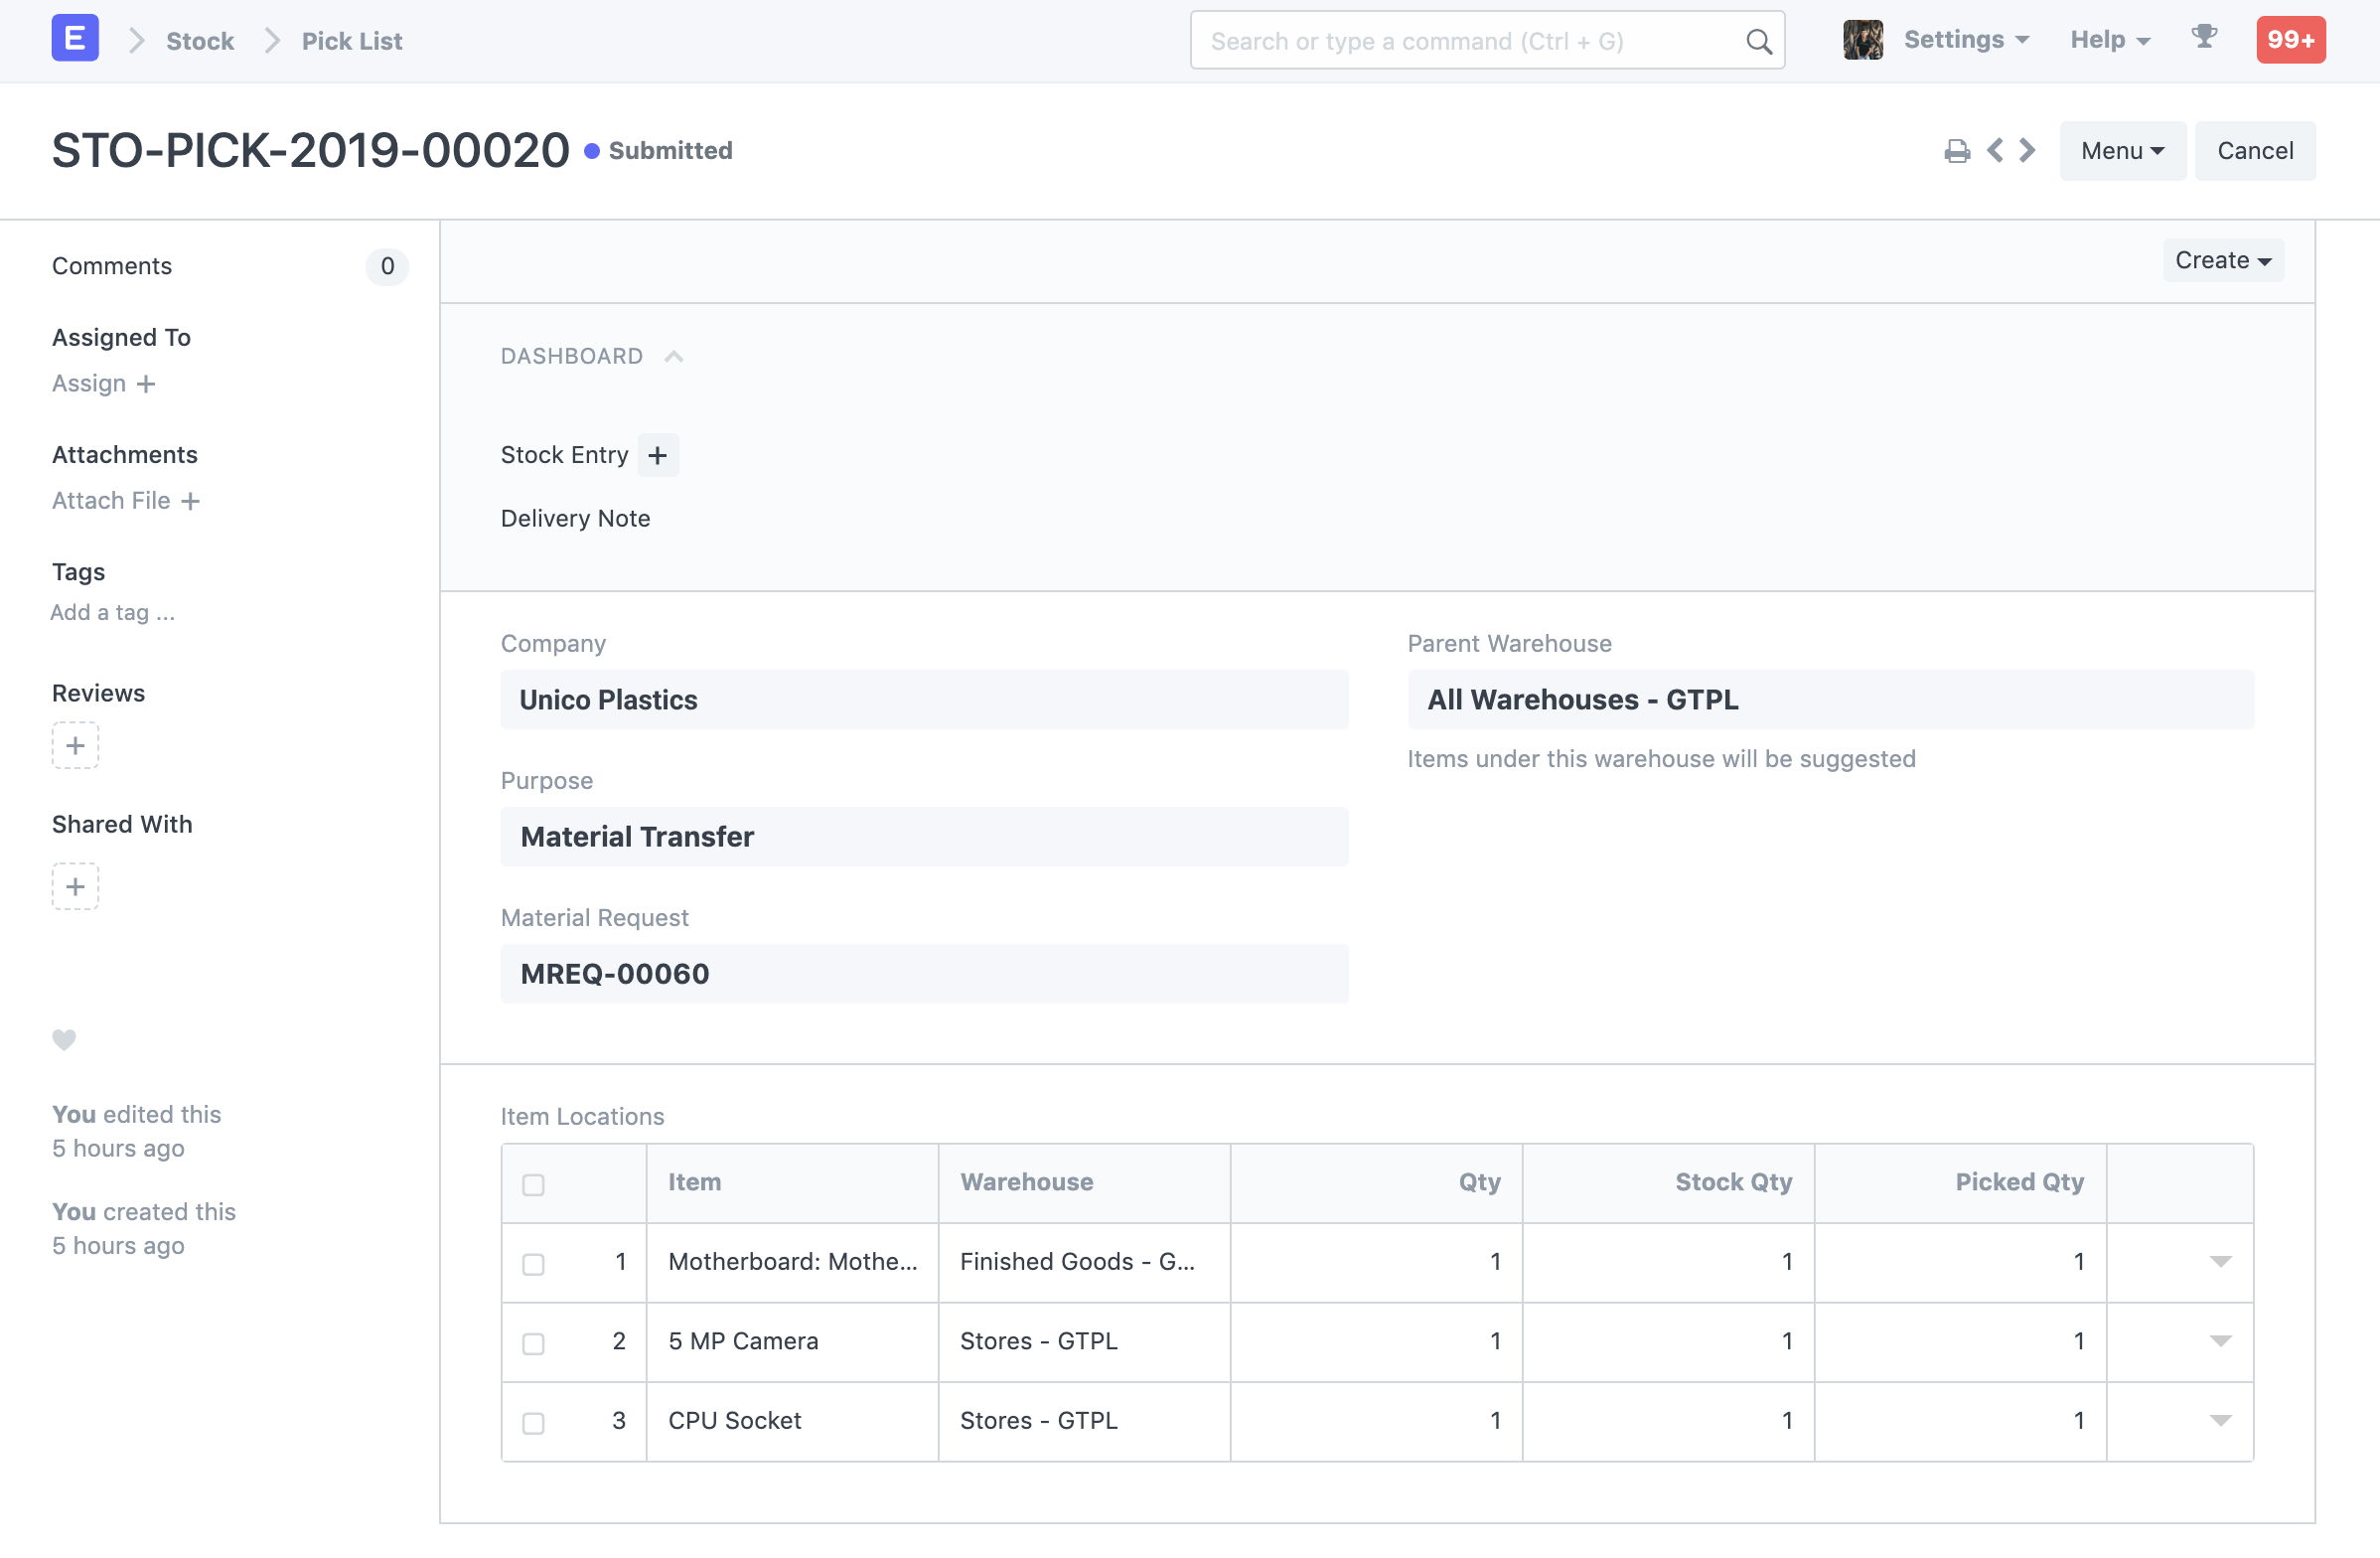 E Stock Pick List Search or type a command (Ctrl + G) Settings Help 99+
STO-PICK-2019-00020 Submitted Menu Cancel
Comments 0
Assigned To
Assign +
Attachments
Attach File +
Tags
Add a tag ...
Reviews
+
Shared With
+
You edited this
5 hours ago
You created this
5 hours ago
Create
DASHBOARD
Stock Entry +
Delivery Note
Company
Unico Plastics
Purpose
Material Transfer
Material Request
MREQ-00060
Parent Warehouse
All Warehouses - GTPL
Items under this warehouse will be suggested
Item Locations
Item Warehouse Qty Stock Qty Picked Qty
1 Motherboard: Mothe... Finished Goods - G... 1 1 1
2 5 MP Camera Stores - GTPL 1 1 1
3 CPU Socket Stores - GTPL 1 1 1